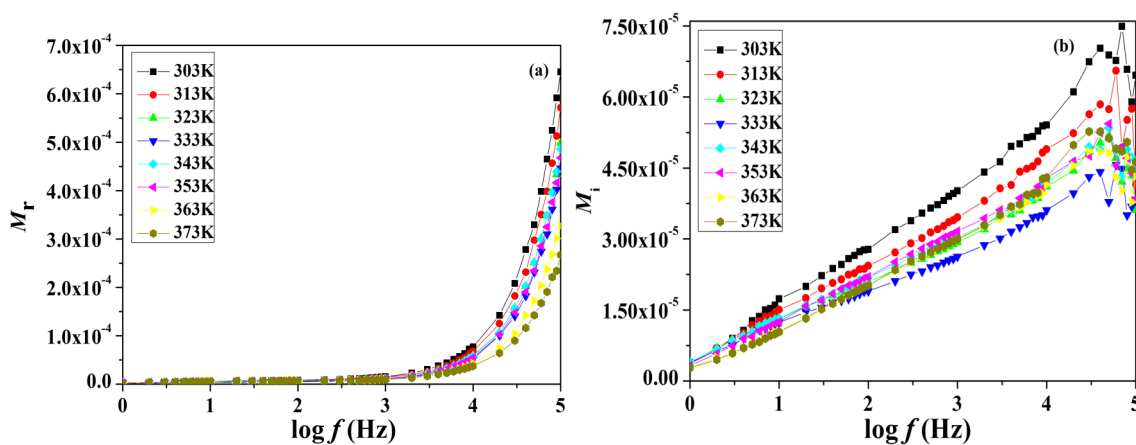 (a)
7.0x10⁻⁴
6.0x10⁻⁴
5.0x10⁻⁴
4.0x10⁻⁴
3.0x10⁻⁴
2.0x10⁻⁴
1.0x10⁻⁴
0.0
Mr
303K
313K
323K
333K
343K
353K
363K
373K
0 1 2 3 4 5
log f (Hz)
(b)
7.50x10⁻⁵
6.00x10⁻⁵
4.50x10⁻⁵
3.00x10⁻⁵
1.50x10⁻⁵
0.00
Mi
303K
313K
323K
333K
343K
353K
363K
373K
0 1 2 3 4 5
log f (Hz)